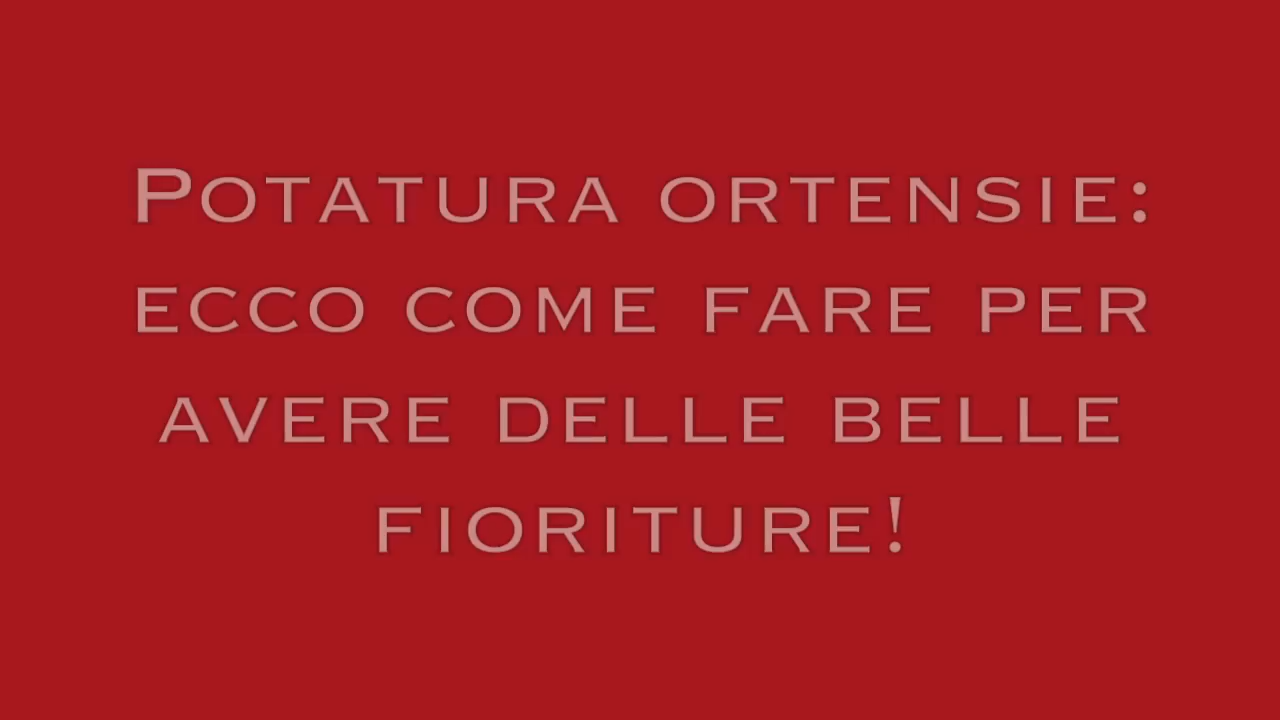 Potatura ortensie:
ecco come fare per
avere delle belle
fioriture!